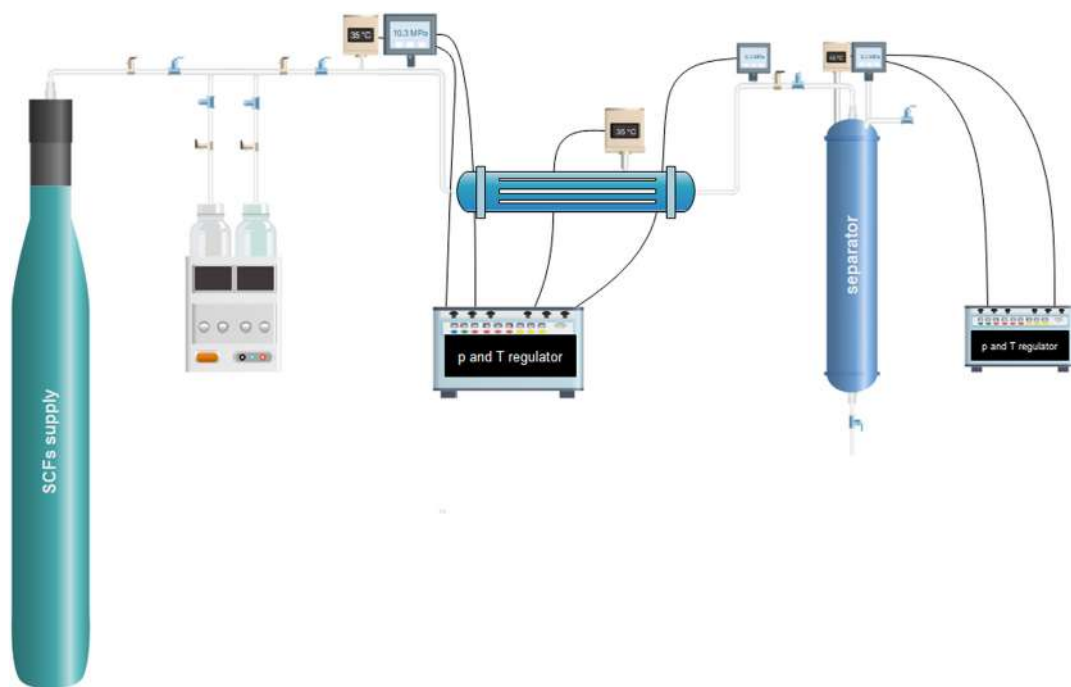 35 °C
10.3 MPa
35 °C
p and T regulator
SCFs supply
separator
p and T regulator